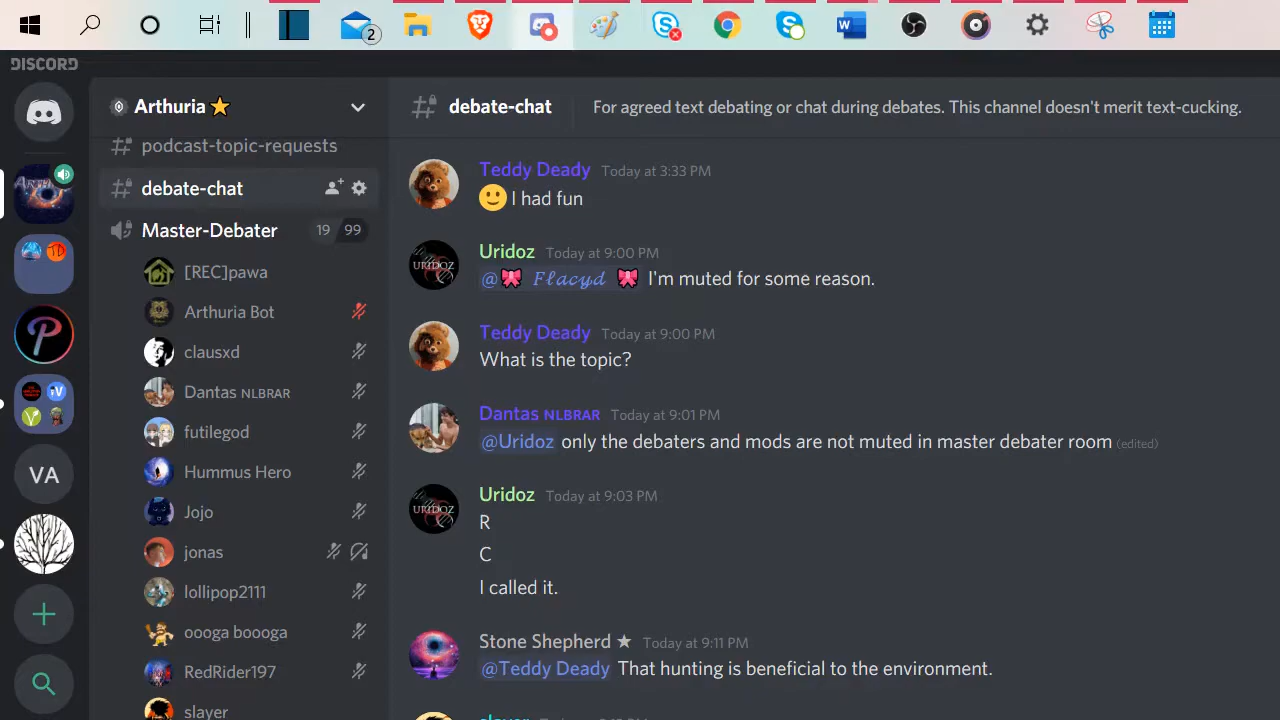 2
DISCORD
Arthuria ⭐
debate-chat
For agreed text debating or chat during debates. This channel doesn't merit text-cucking.
podcast-topic-requests
debate-chat
Master-Debater
19 99
[REC]pawa
Arthuria Bot
clausxd
Dantas NLBRAR
futilegod
Hummus Hero
Jojo
jonas
lollipop2111
oooga boooga
RedRider197
slayer
VA
Teddy Deady Today at 3:33 PM
🙂 I had fun
Uridoz Today at 9:00 PM
@🎀 𝓕𝓵𝓪𝓬𝔂𝓭 🎀 I'm muted for some reason.
Teddy Deady Today at 9:00 PM
What is the topic?
Dantas NLBRAR Today at 9:01 PM
@Uridoz only the debaters and mods are not muted in master debater room (edited)
Uridoz Today at 9:03 PM
R
C
I called it.
Stone Shepherd ★ Today at 9:11 PM
@Teddy Deady That hunting is beneficial to the environment.